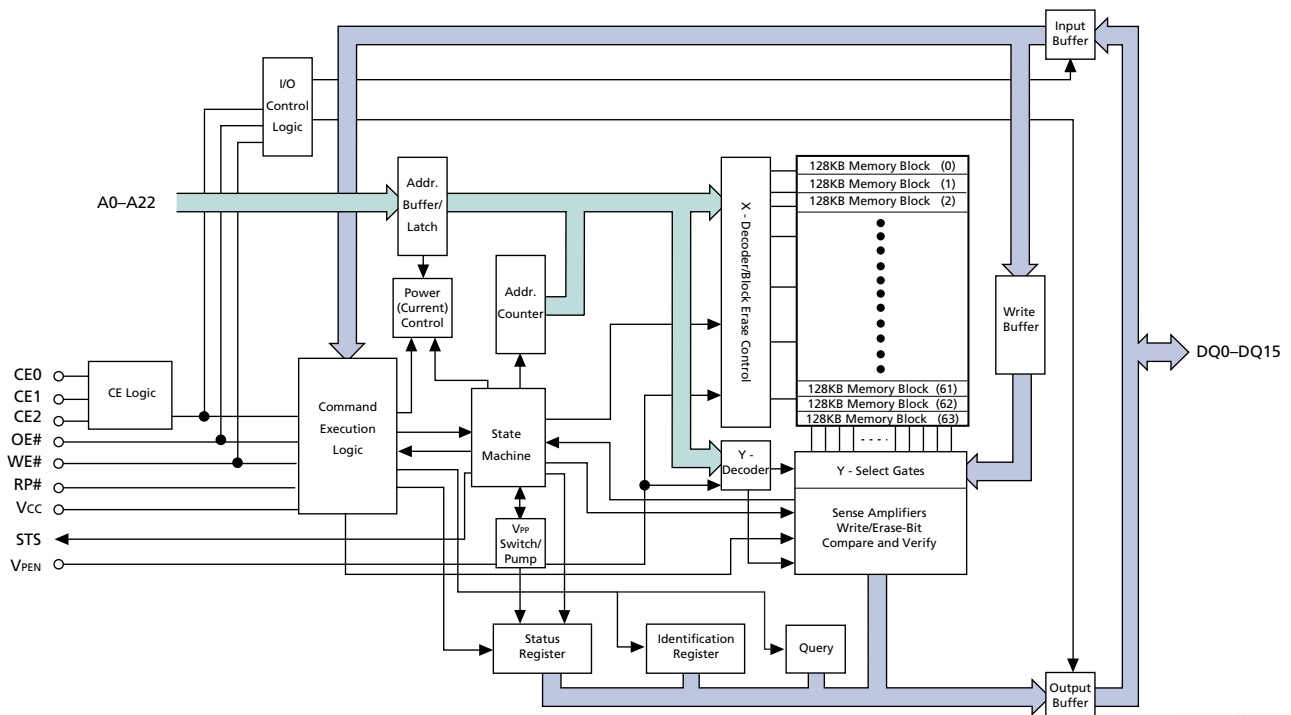 Input
Buffer
I/O
Control
Logic
A0–A22
Addr.
Buffer/
Latch
X - Decoder/Block Erase Control
128KB Memory Block (0)
128KB Memory Block (1)
128KB Memory Block (2)
Power
(Current)
Control
Addr.
Counter
Write
Buffer
DQ0–DQ15
CE0
CE1
CE2
OE#
WE#
RP#
VCC
STS
VPEN
CE Logic
Command
Execution
Logic
State
Machine
128KB Memory Block (61)
128KB Memory Block (62)
128KB Memory Block (63)
Y -
Decoder
Y - Select Gates
Sense Amplifiers
Write/Erase-Bit
Compare and Verify
VPP
Switch/
Pump
Status
Register
Identification
Register
Query
Output
Buffer